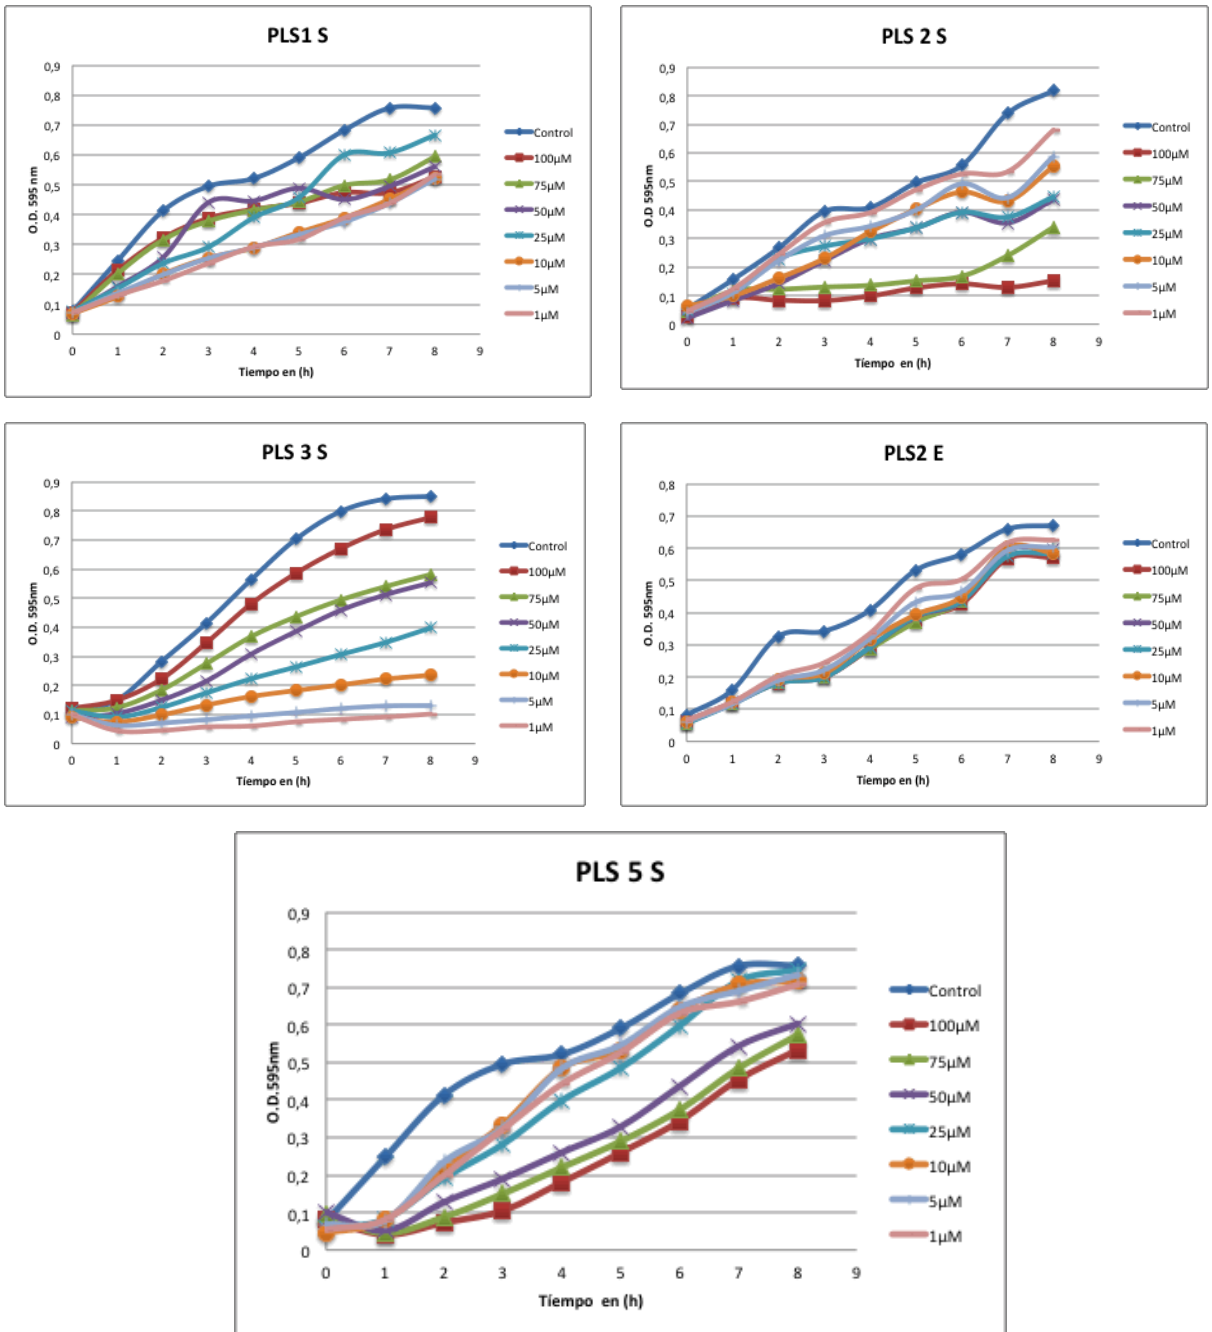 PLS1 S
0,9
0,8
0,7
0,6
0,5
0,4
0,3
0,2
0,1
0
O.D. 595 nm
0 1 2 3 4 5 6 7 8 9
Tíempo en (h)
Control
100µM
75µM
50µM
25µM
10µM
5µM
1µM
PLS 2 S
0,9
0,8
0,7
0,6
0,5
0,4
0,3
0,2
0,1
0
O.D 595nm
0 1 2 3 4 5 6 7 8 9
Tíempo en (h)
Control
100µM
75µM
50µM
25µM
10µM
5µM
1µM
PLS 3 S
0,9
0,8
0,7
0,6
0,5
0,4
0,3
0,2
0,1
0
O.D. 595nm
0 1 2 3 4 5 6 7 8 9
Tíempo en (h)
Control
100µM
75µM
50µM
25µM
10µM
5µM
1µM
PLS2 E
0,8
0,7
0,6
0,5
0,4
0,3
0,2
0,1
0
O.D. 595nm
0 1 2 3 4 5 6 7 8 9
Tíempo en (h)
Control
100µM
75µM
50µM
25µM
10µM
5µM
1µM
PLS 5 S
0,9
0,8
0,7
0,6
0,5
0,4
0,3
0,2
0,1
0
O.D.595nm
0 1 2 3 4 5 6 7 8 9
Tíempo en (h)
Control
100µM
75µM
50µM
25µM
10µM
5µM
1µM